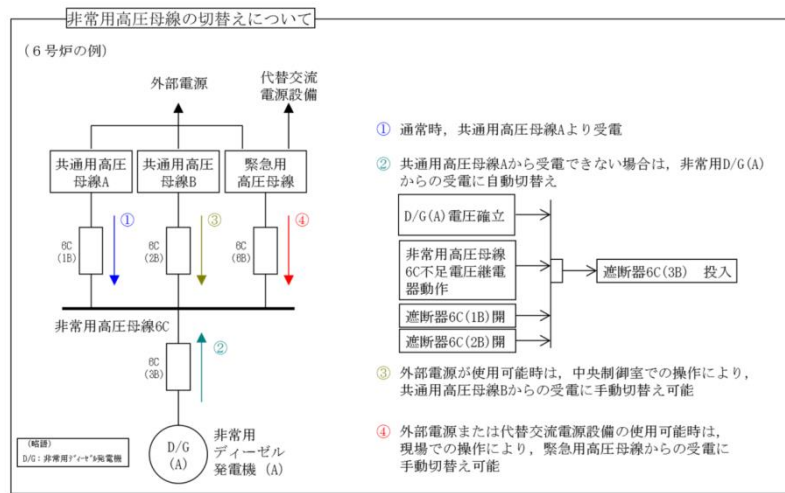 非常用高圧母線の切替えについて
(6号炉の例)
外部電源
代替交流
電源設備
共通用高圧
母線A
共通用高圧
母線B
緊急用
高圧母線
6C
(1B)
①
6C
(2B)
③
6C
(6B)
④
非常用高圧母線6C
6C
(3B)
②
D/G
(A)
非常用
ディーゼル
発電機(A)
(略語)
D/G:非常用ディーゼル発電機
① 通常時,共通用高圧母線Aより受電
② 共通用高圧母線Aから受電できない場合は,非常用D/G(A)
からの受電に自動切替え
D/G(A)電圧確立
非常用高圧母線
6C不足電圧継電
器動作
遮断器6C(1B)開
遮断器6C(2B)開
遮断器6C(3B) 投入
③ 外部電源が使用可能時は,中央制御室での操作により,
共通用高圧母線Bからの受電に手動切替え可能
④ 外部電源または代替交流電源設備の使用可能時は,
現場での操作により,緊急用高圧母線からの受電に
手動切替え可能